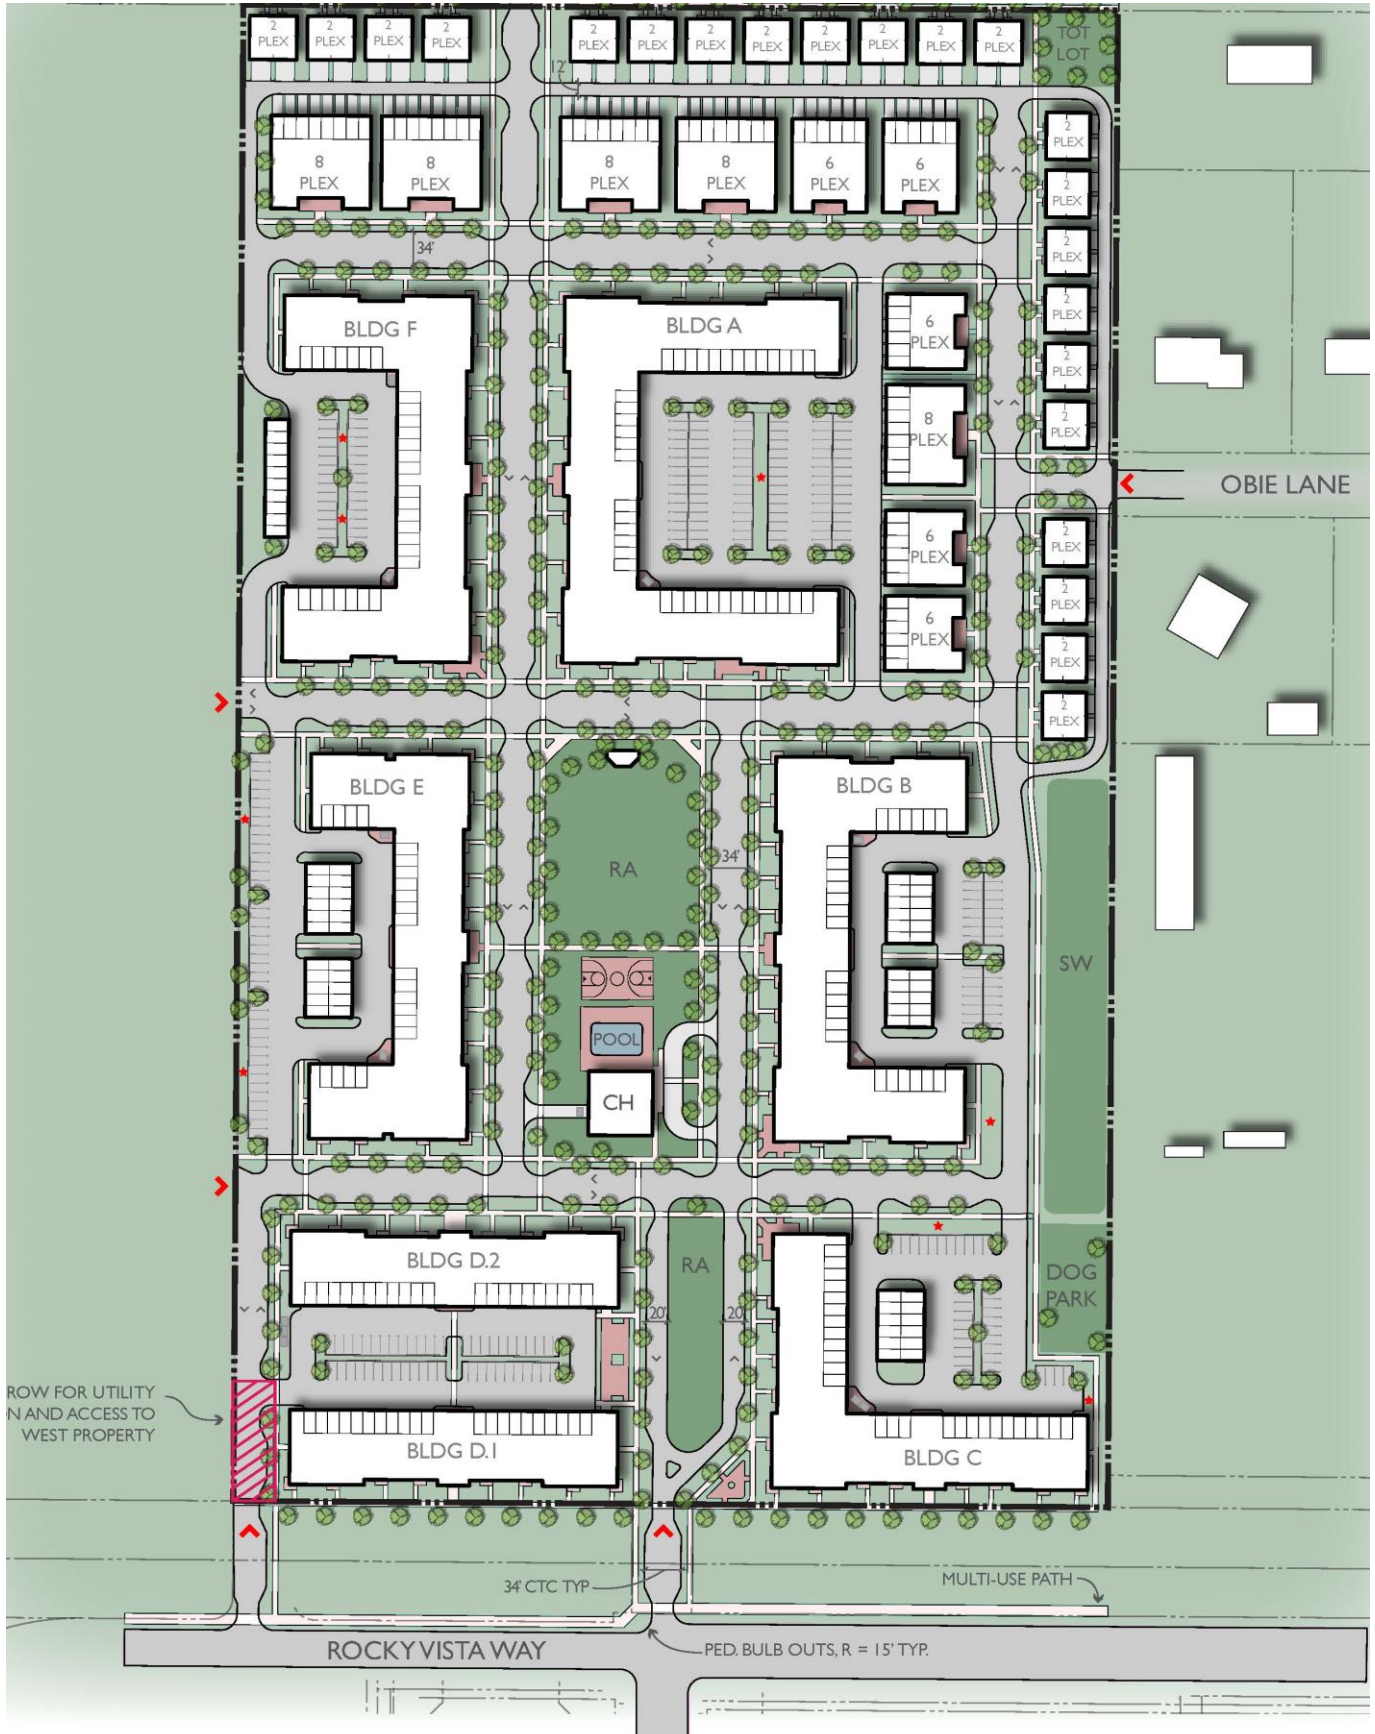 2
PLEX
2
PLEX
2
PLEX
2
PLEX
2
PLEX
2
PLEX
2
PLEX
2
PLEX
2
PLEX
2
PLEX
2
PLEX
2
PLEX
TOT
LOT
12'
8
PLEX
8
PLEX
8
PLEX
8
PLEX
6
PLEX
6
PLEX
2
PLEX
2
PLEX
2
PLEX
2
PLEX
2
PLEX
2
PLEX
34'
BLDG F
BLDG A
6
PLEX
8
PLEX
6
PLEX
6
PLEX
OBIE LANE
2
PLEX
2
PLEX
2
PLEX
2
PLEX
BLDG E
RA
34'
BLDG B
SW
POOL
CH
BLDG D.2
RA
20'
20'
DOG
PARK
ROW FOR UTILITY
N AND ACCESS TO
WEST PROPERTY
BLDG D.1
BLDG C
34' CTC TYP
MULTI-USE PATH
ROCKY VISTA WAY
PED. BULB OUTS, R = 15' TYP.